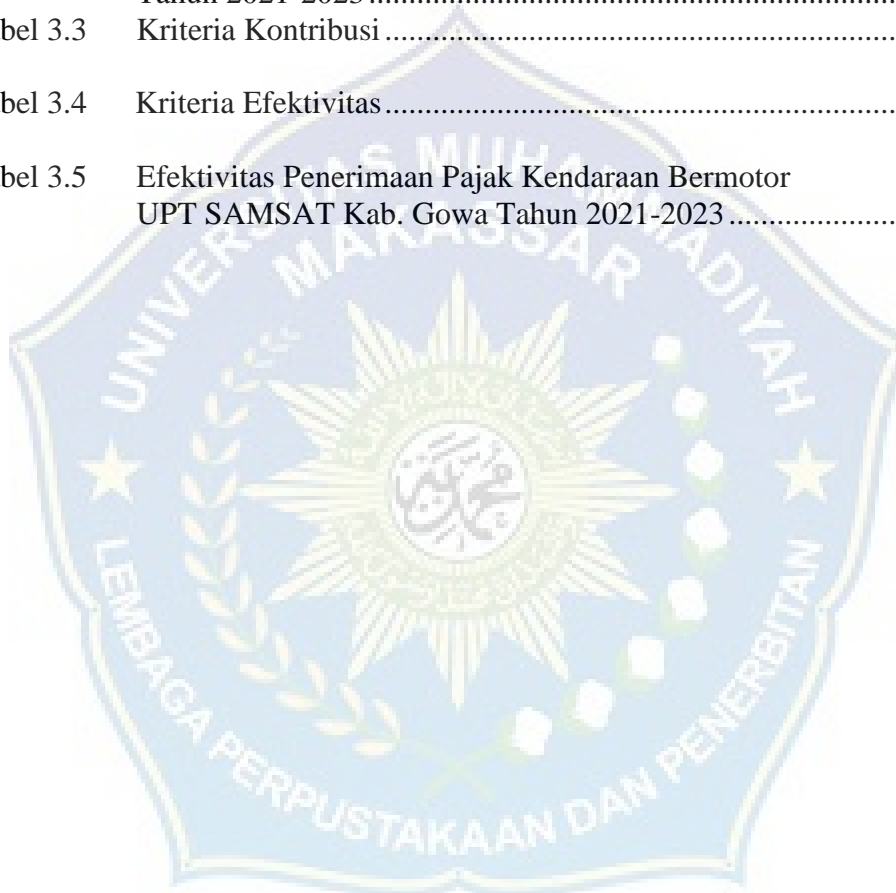 Tahun 2021-2023
bel 3.3 Kriteria Kontribusi
bel 3.4 Kriteria Efektivitas
bel 3.5 Efektivitas Penerimaan Pajak Kendaraan Bermotor
UPT SAMSAT Kab. Gowa Tahun 2021-2023
UNIVERSITAS MUHAMMADIYAH
MAKASSAR
LEMBAGA PERPUSTAKAAN DAN PENERBITAN